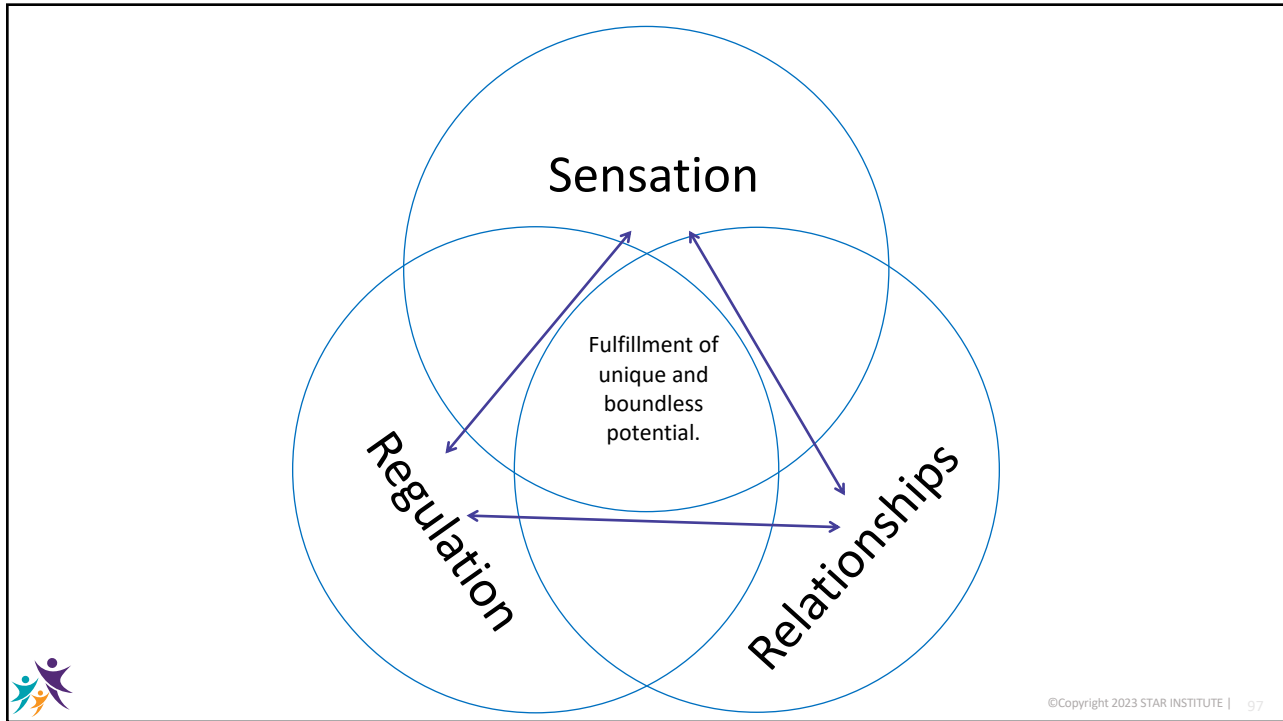 Sensation
Fulfillment of
unique and
boundless
potential.
Regulation
Relationships
©Copyright 2023 STAR INSTITUTE | 97